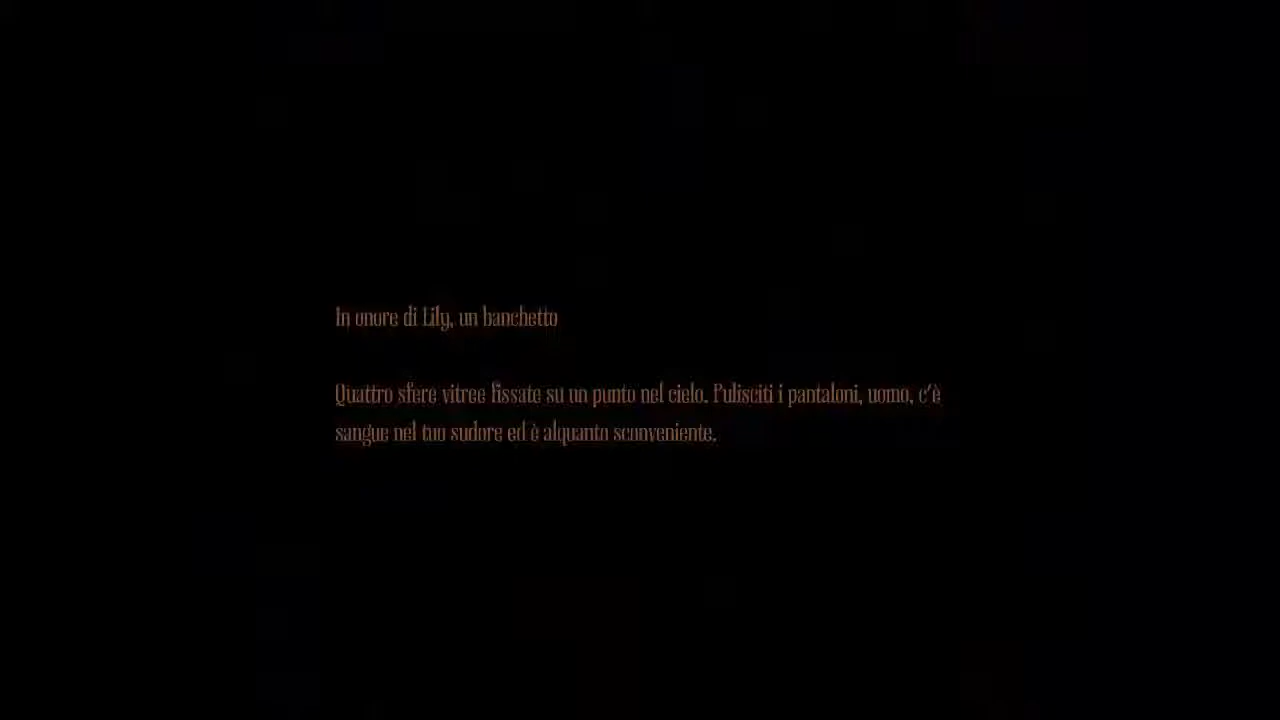 In onore di Lily, un banchetto
Quattro sfere vitree fissate su un punto nel cielo. Pulisciti i pantaloni, uomo, c'è
sangue nel tuo sudore ed è alquanto sconveniente.